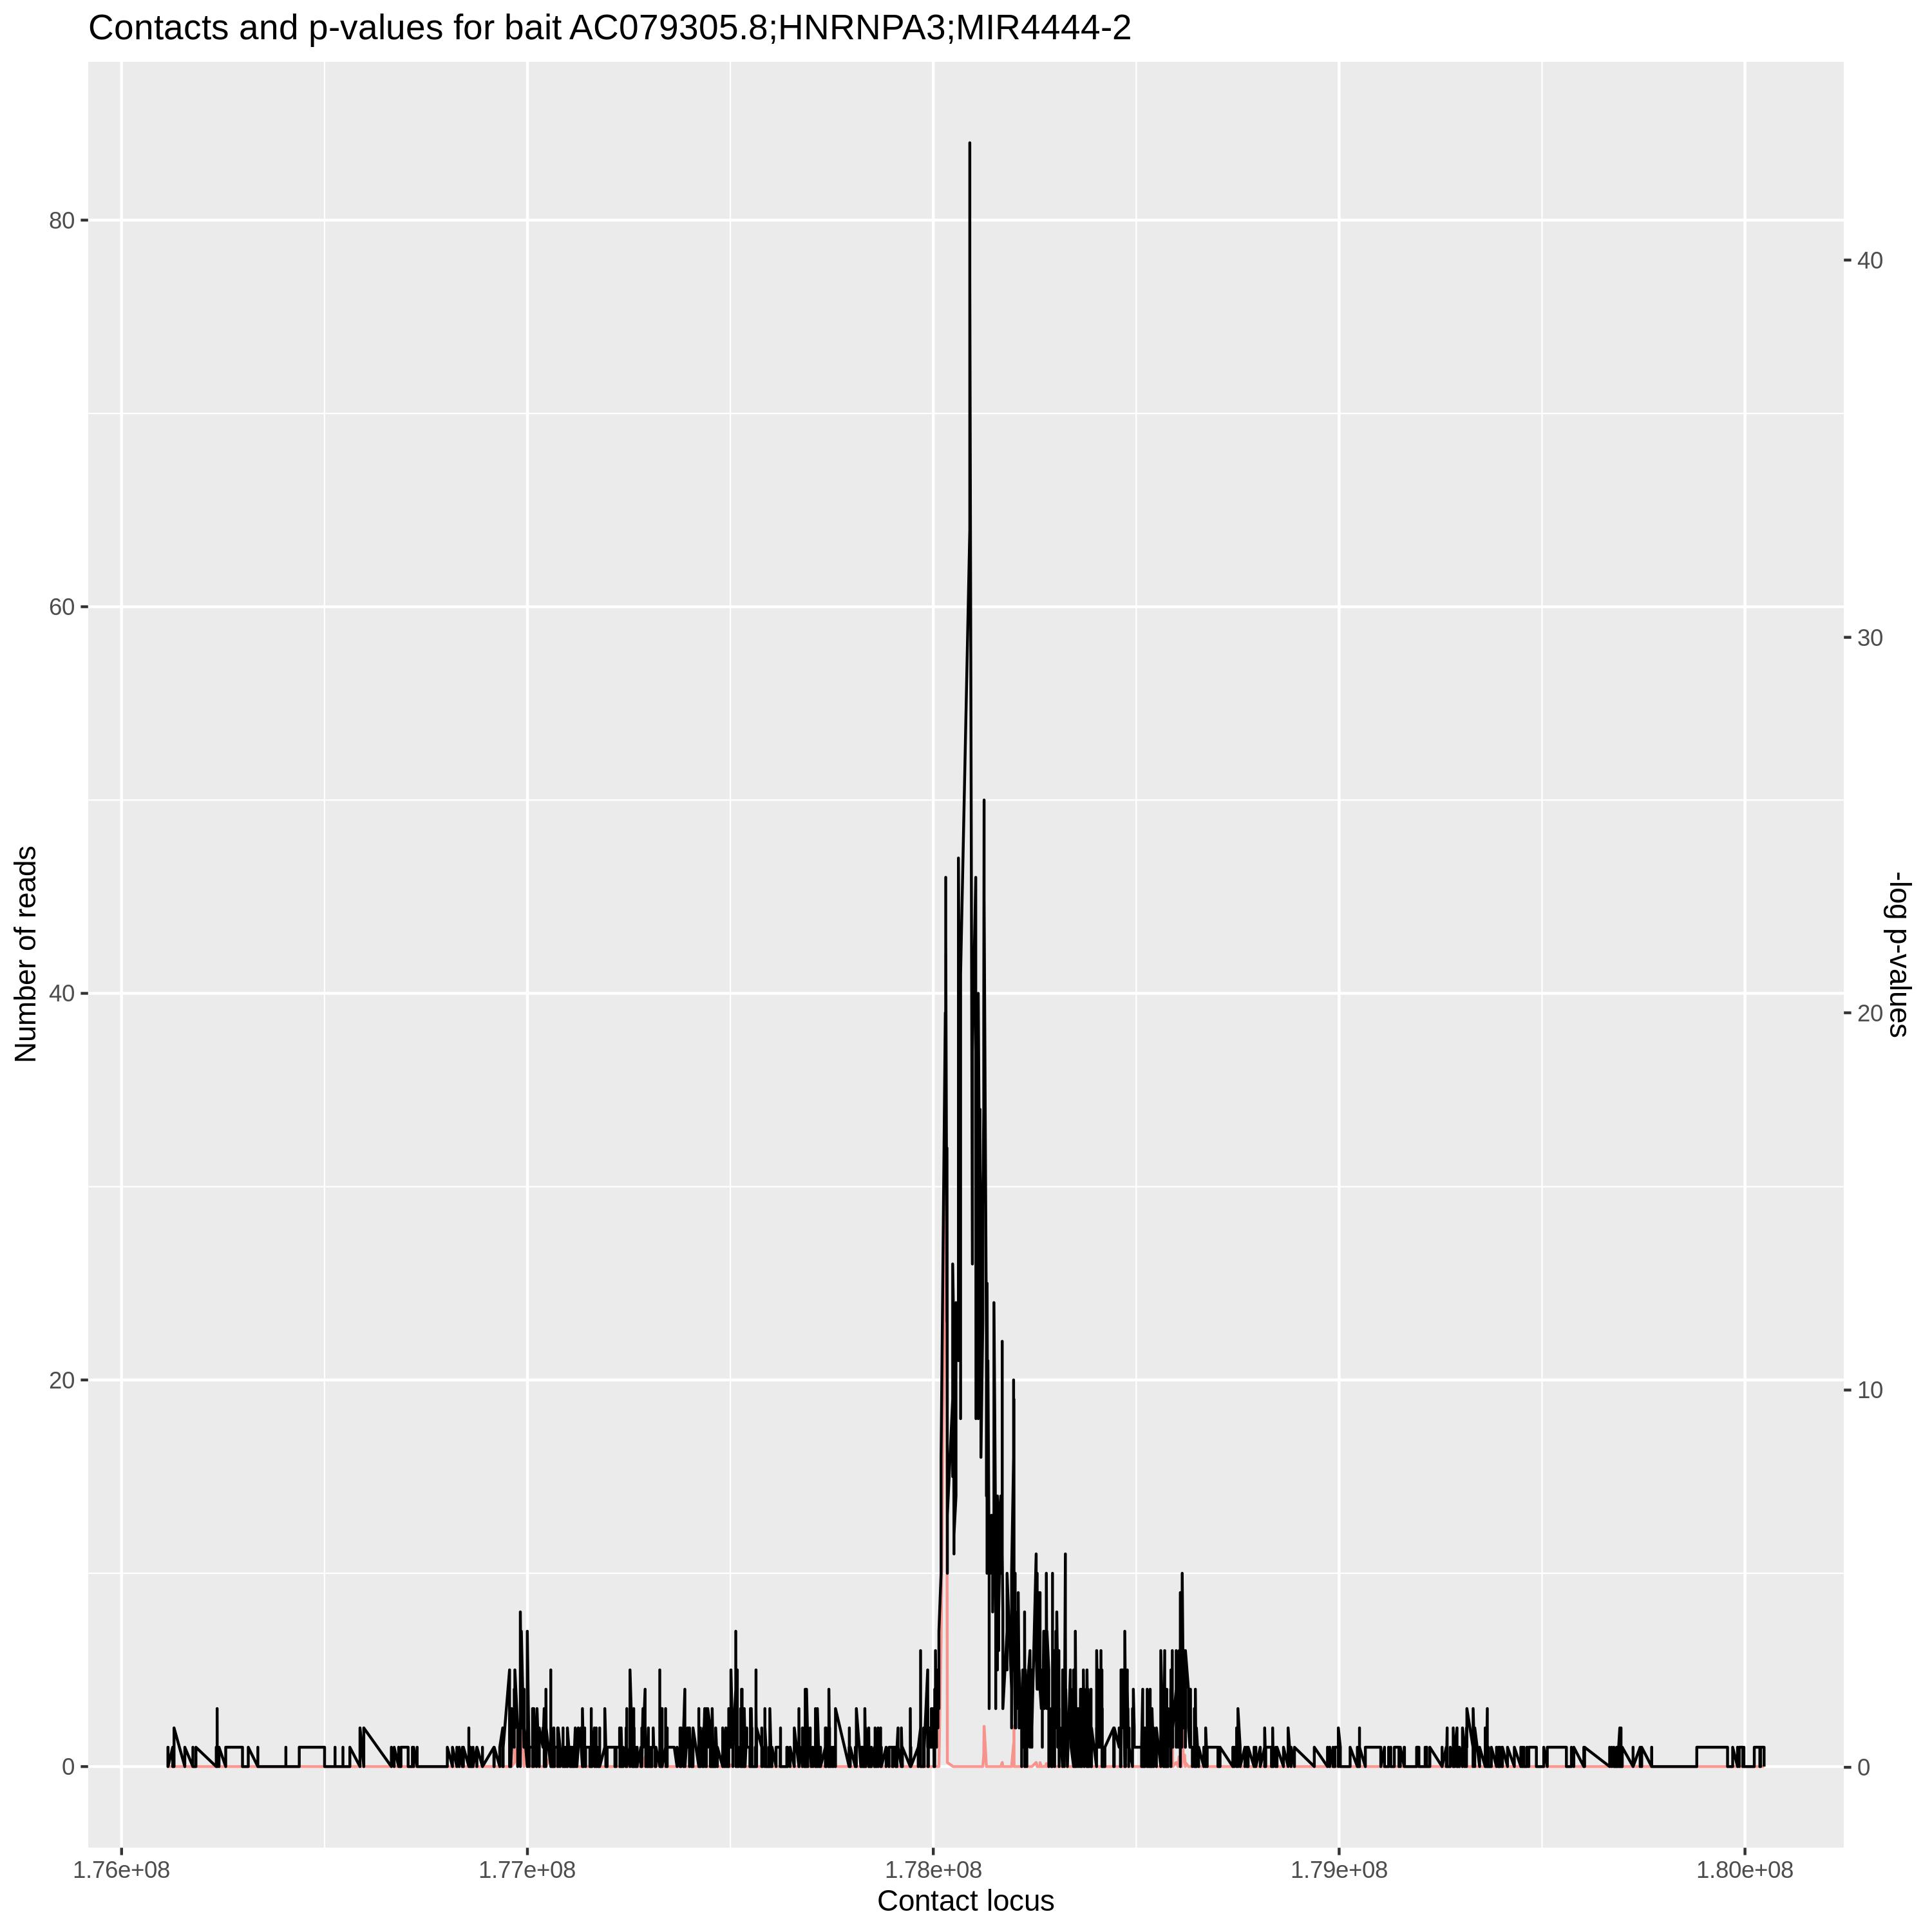 Contacts and p-values for bait AC079305.8;HNRNPA3;MIR4444-2
80
60
40
20
0
Number of reads
40
30
20
10
0
-log p-values
1.76e+08
1.77e+08
1.78e+08
1.79e+08
1.80e+08
Contact locus